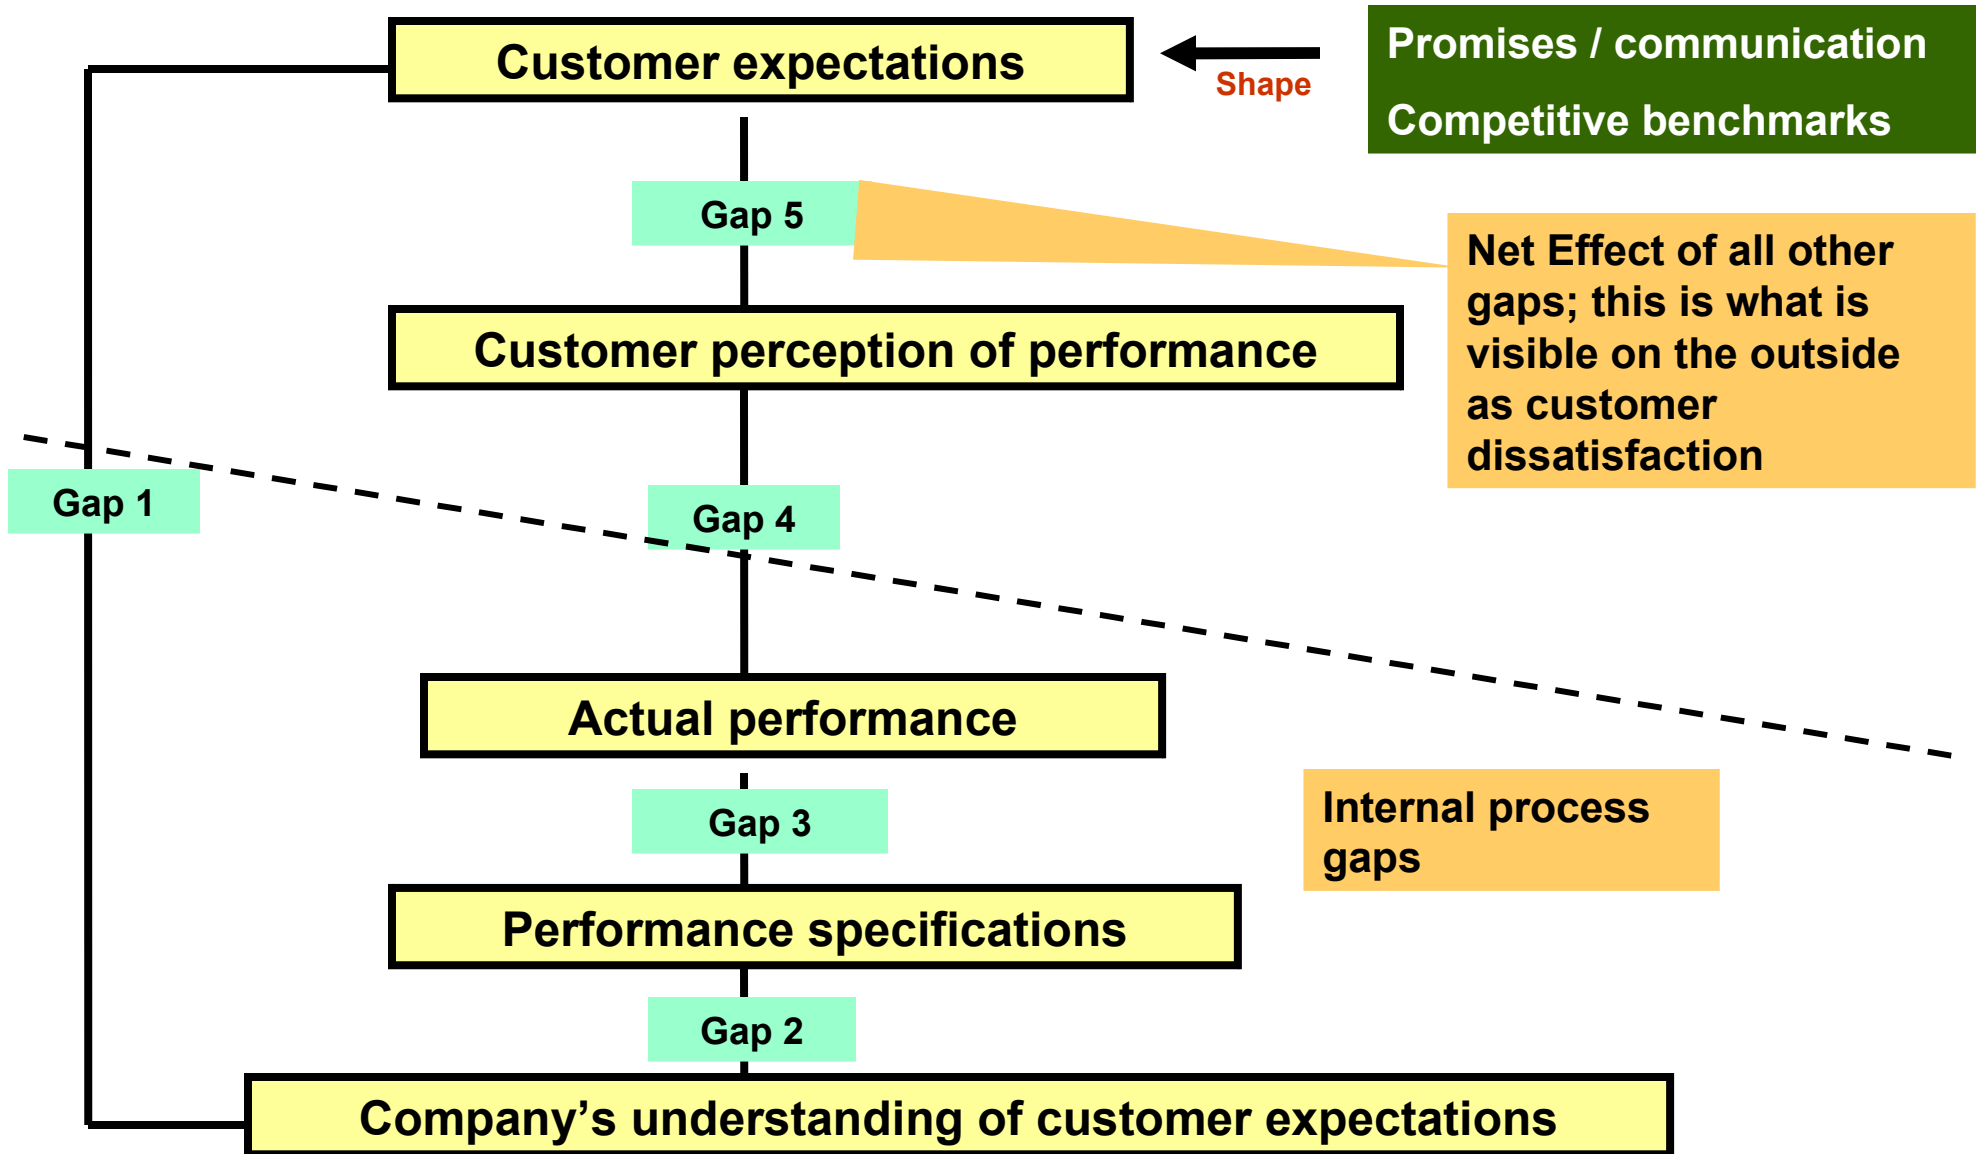 Customer expectations
Shape
Promises / communication
Competitive benchmarks
Gap 5
Net Effect of all other
gaps; this is what is
visible on the outside
as customer
dissatisfaction
Customer perception of performance
Gap 1
Gap 4
Actual performance
Gap 3
Internal process
gaps
Performance specifications
Gap 2
Company’s understanding of customer expectations